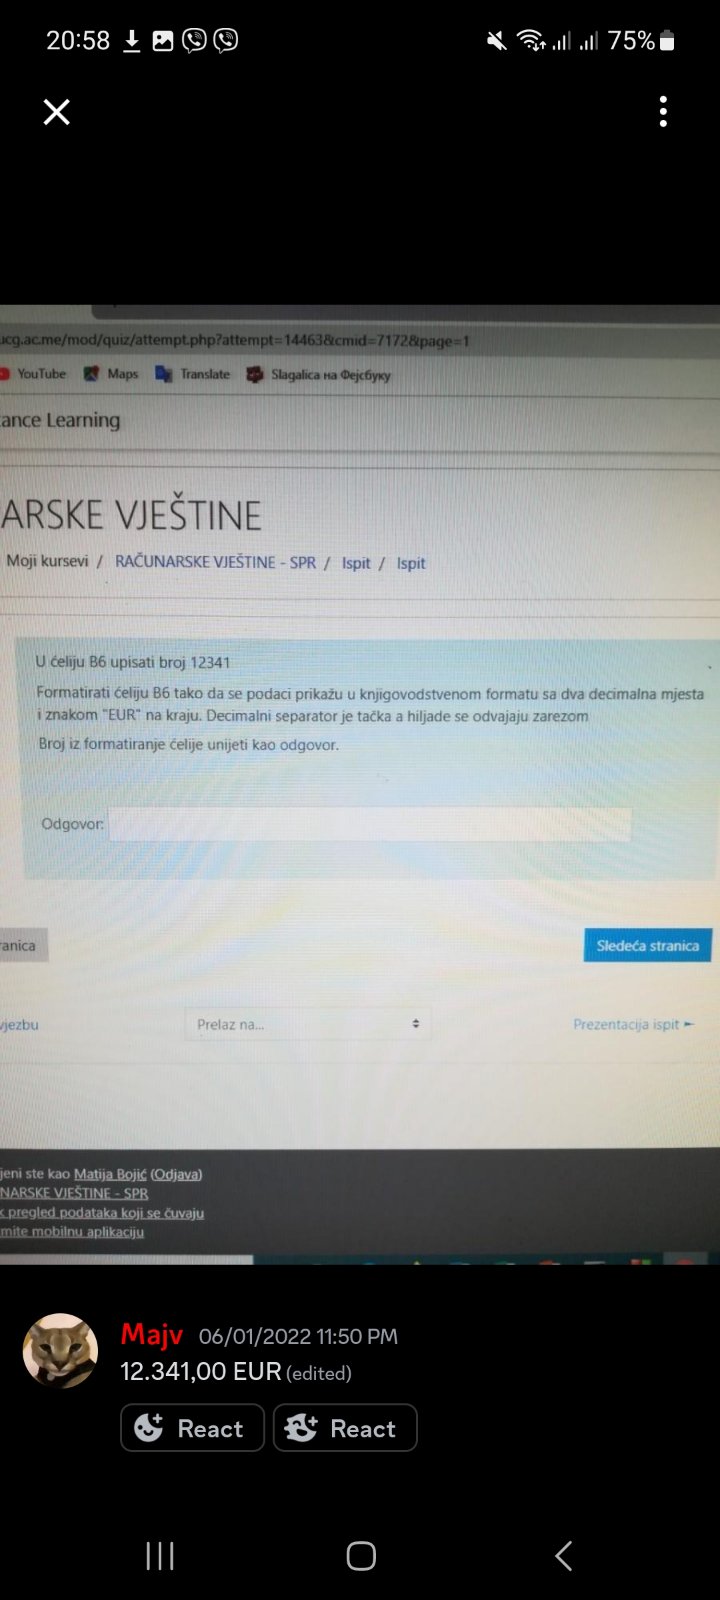 20:58
75%
ucg.ac.me/mod/quiz/attempt.php?attempt=14463&cmid=7172&page=1
YouTube Maps Translate Slagalica на Фејсбуку
ance Learning
ARSKE VJEŠTINE
Moji kursevi / RAČUNARSKE VJEŠTINE - SPR / Ispit / Ispit
U ćeliju B6 upisati broj 12341
Formatirati ćeliju B6 tako da se podaci prikažu u knjigovodstvenom formatu sa dva decimalna mjesta
i znakom "EUR" na kraju. Decimalni separator je tačka a hiljade se odvajaju zarezom
Broj iz formatiranje ćelije unijeti kao odgovor.
Odgovor:
ranica
Sledeća stranica
vjezbu
Prelaz na...
Prezentacija ispit ►
jeni ste kao Matija Bojić (Odjava)
NARSKE VJEŠTINE - SPR
k pregled podataka koji se čuvaju
mite mobilnu aplikaciju
Majv 06/01/2022 11:50 PM
12.341,00 EUR (edited)
React React